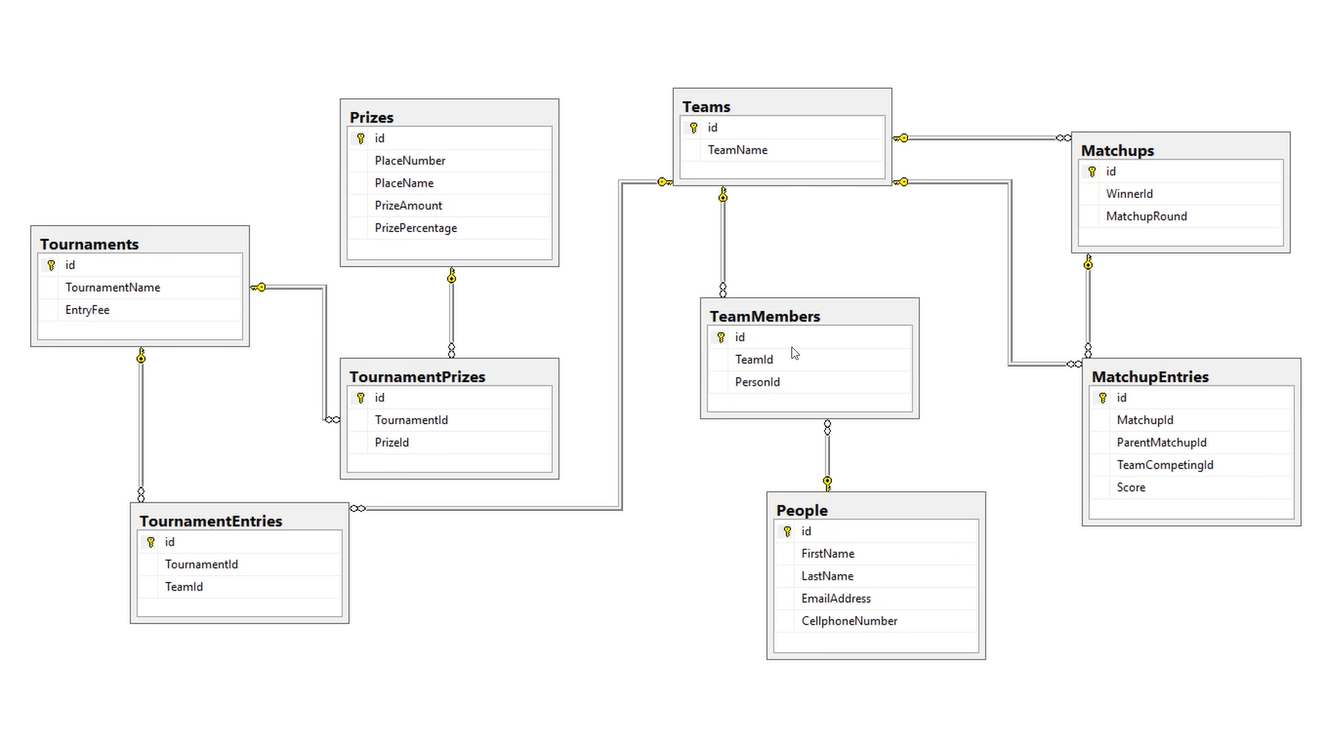 Tournaments
id
TournamentName
EntryFee
Prizes
id
PlaceNumber
PlaceName
PrizeAmount
PrizePercentage
TournamentPrizes
id
TournamentId
PrizeId
TournamentEntries
id
TournamentId
TeamId
Teams
id
TeamName
TeamMembers
id
TeamId
PersonId
People
id
FirstName
LastName
EmailAddress
CellphoneNumber
Matchups
id
WinnerId
MatchupRound
MatchupEntries
id
MatchupId
ParentMatchupId
TeamCompetingId
Score